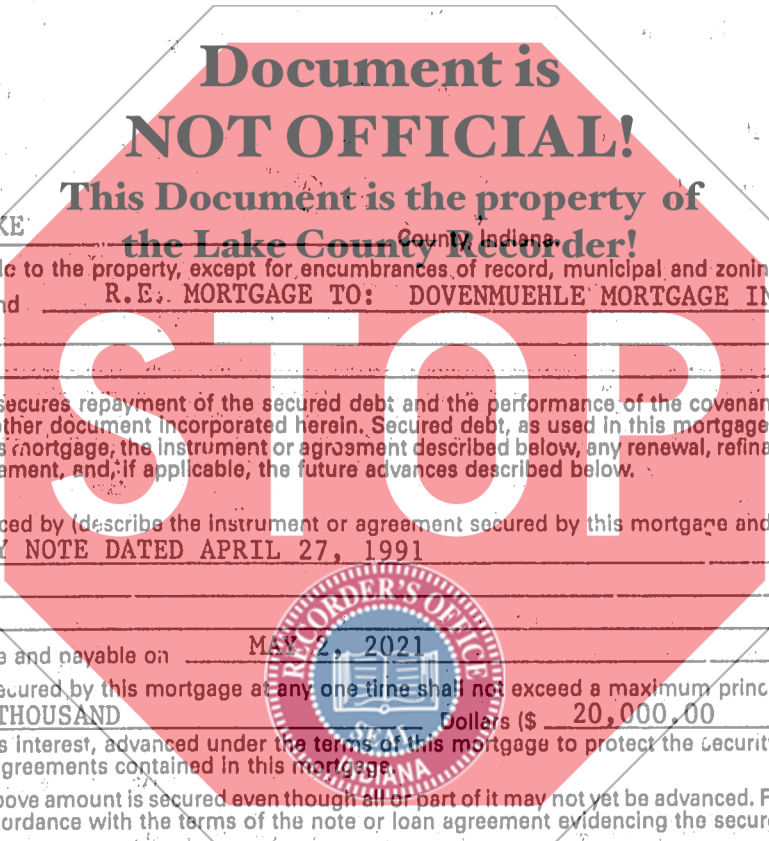 Document is
NOT OFFICIAL!
This Document is the property of
the Lake County Recorder!
KE County, Indiana.
le to the property, except for encumbrances of record, municipal and zonin
nd R.E. MORTGAGE TO: DOVENMUEHLE MORTGAGE IN
STOP
secures repayment of the secured debt and the performance of the covenan
other document incorporated herein. Secured debt, as used in this mortgage
s mortgage, the instrument or agreement described below, any renewal, refina
ement, and, if applicable, the future advances described below.
ced by (describe the instrument or agreement secured by this mortgage and
Y NOTE DATED APRIL 27, 1991
e and payable on MAY 2, 2021
RECORDER'S OFFICE
SEAL
INDIANA
ecured by this mortgage at any one time shall not exceed a maximum princ
THOUSAND Dollars ($ 20,000.00
s interest, advanced under the terms of this mortgage to protect the securit
greements contained in this mortgage.
bove amount is secured even though all or part of it may not yet be advanced. F
ordance with the terms of the note or loan agreement evidencing the secur